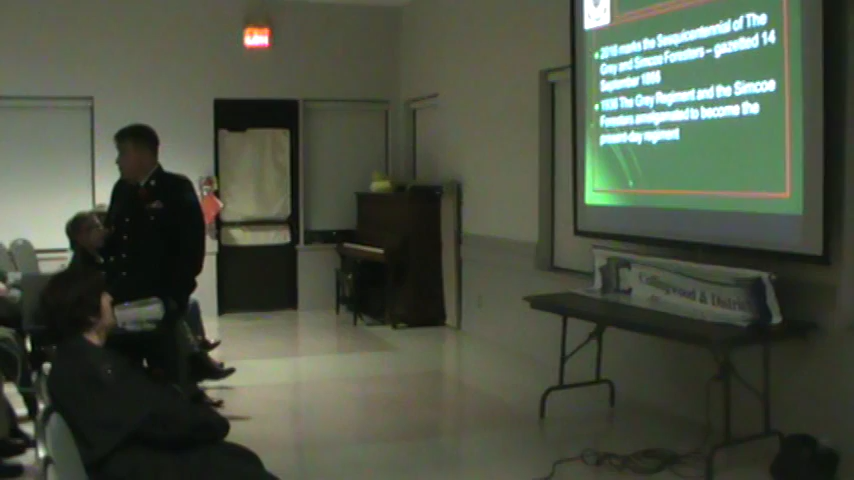 2016 marks the Sesquicentennial of The
Grey and Simcoe Foresters – gazetted 14
September 1866
1936 The Grey Regiment and the Simcoe
Foresters amalgamated to become the
present-day regiment
Collingwood & District